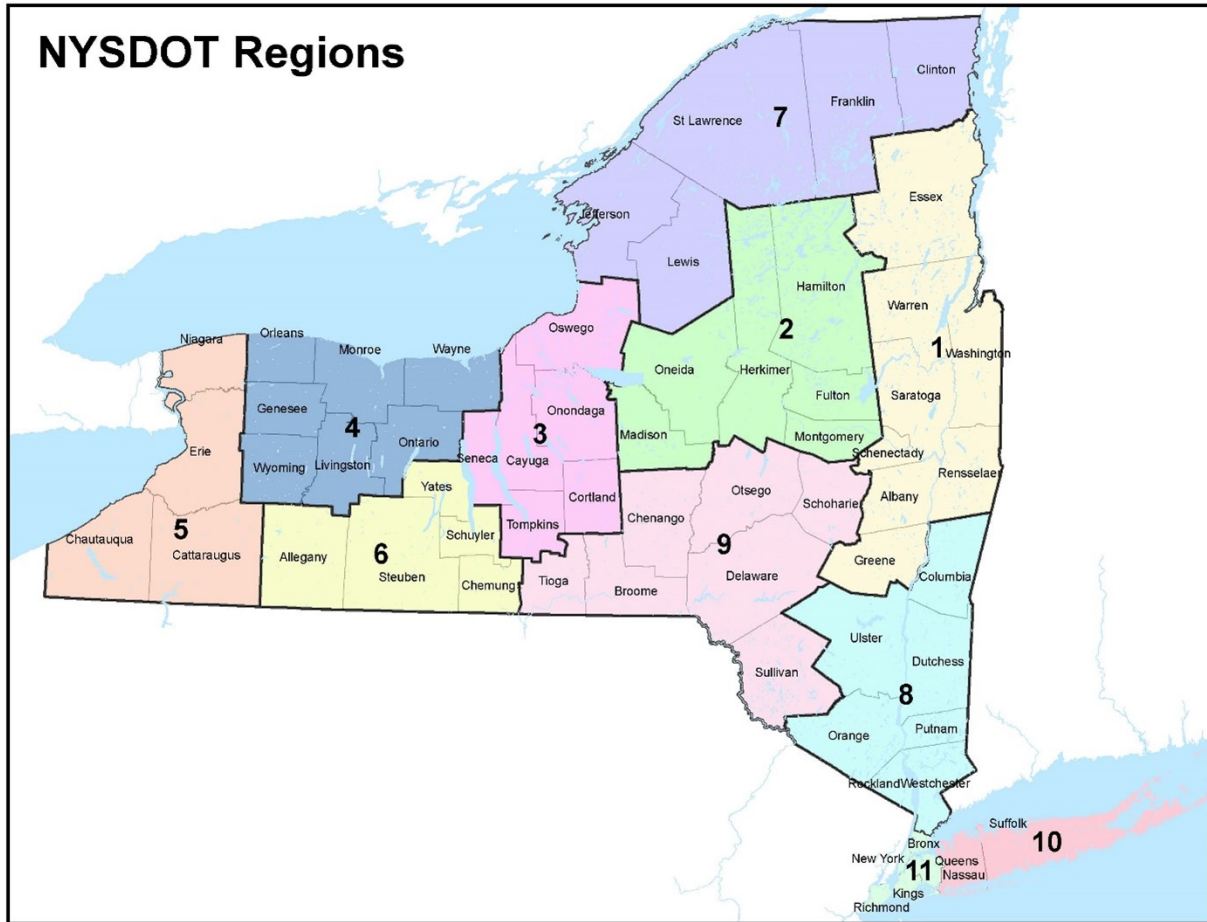 NYSDOT Regions
Clinton
Franklin
7
St Lawrence
Essex
Jefferson
Lewis
Hamilton
Warren
Oswego
2
1
Washington
Niagara
Orleans
Monroe
Wayne
Oneida
Herkimer
Fulton
Saratoga
Genesee
4
Ontario
3
Onondaga
Madison
Montgomery
Schenectady
Erie
Wyoming
Livingston
Seneca
Cayuga
Rensselaer
Yates
Cortland
Otsego
Schoharie
Albany
Chenango
5
Tompkins
Chautauqua
Cattaraugus
Allegany
6
Schuyler
9
Greene
Steuben
Chemung
Tioga
Broome
Delaware
Columbia
Ulster
Dutchess
Sullivan
8
Orange
Putnam
Rockland
Westchester
Suffolk
10
Bronx
New York
11
Queens
Nassau
Kings
Richmond